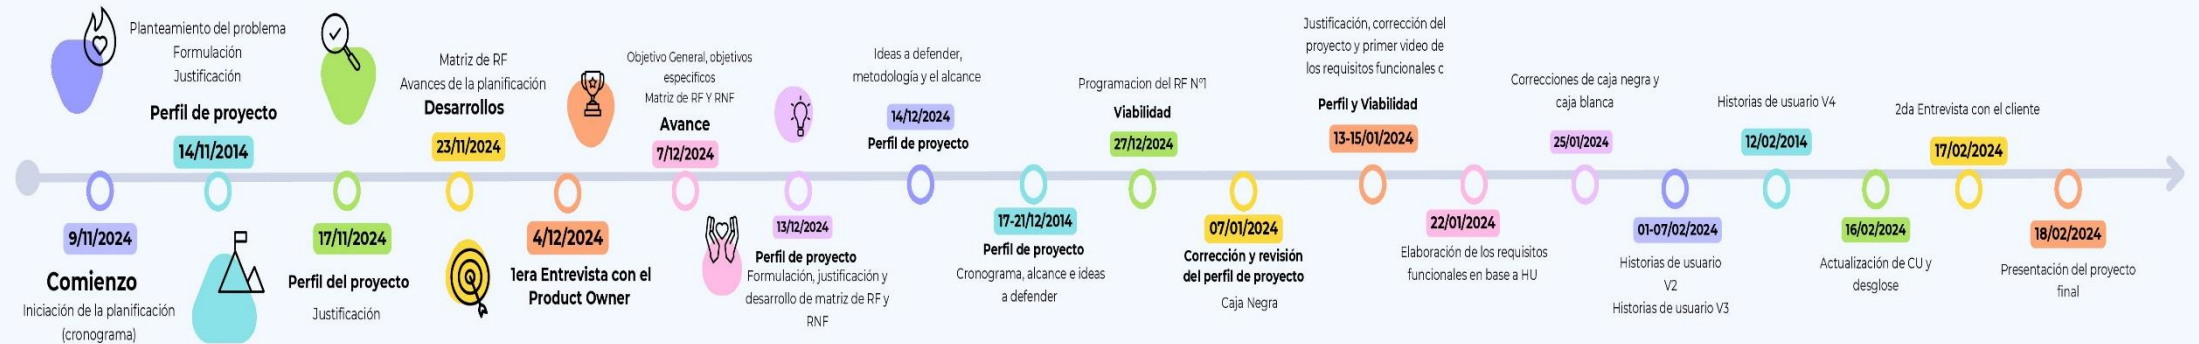 9/11/2024
Comienzo
Iniciación de la planificación
(cronograma)
Planteamiento del problema
Formulación
Justificación
Perfil de proyecto
14/11/2014
17/11/2024
Perfil del proyecto
Justificación
Matriz de RF
Avances de la planificación
Desarrollos
23/11/2024
4/12/2024
1era Entrevista con el
Product Owner
Objetivo General, objetivos
especificos
Matriz de RF Y RNF
Avance
7/12/2024
13/12/2024
Perfil de proyecto
Formulación, justificación y
desarrollo de matriz de RF y
RNF
Ideas a defender,
metodología y el alcance
14/12/2024
Perfil de proyecto
17-21/12/2014
Perfil de proyecto
Cronograma, alcance e ideas
a defender
Programacion del RF N°1
Viabilidad
27/12/2024
07/01/2024
Corrección y revisión
del perfil de proyecto
Caja Negra
Justificación, corrección del
proyecto y primer video de
los requisitos funcionales c
Perfil y Viabilidad
13-15/01/2024
22/01/2024
Elaboración de los requisitos
funcionales en base a HU
Correcciones de caja negra y
caja blanca
25/01/2024
01-07/02/2024
Historias de usuario
V2
Historias de usuario V3
Historias de usuario V4
12/02/2014
16/02/2024
Actualización de CU y
desglose
2da Entrevista con el cliente
17/02/2024
18/02/2024
Presentación del proyecto
final